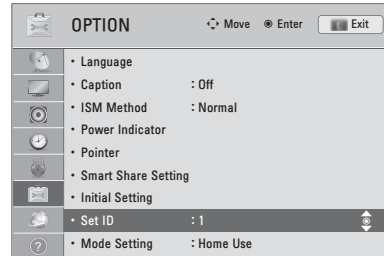 OPTION Move Enter Exit
• Language
• Caption : Off
• ISM Method : Normal
• Power Indicator
• Pointer
• Smart Share Setting
• Initial Setting
• Set ID : 1
• Mode Setting : Home Use
?